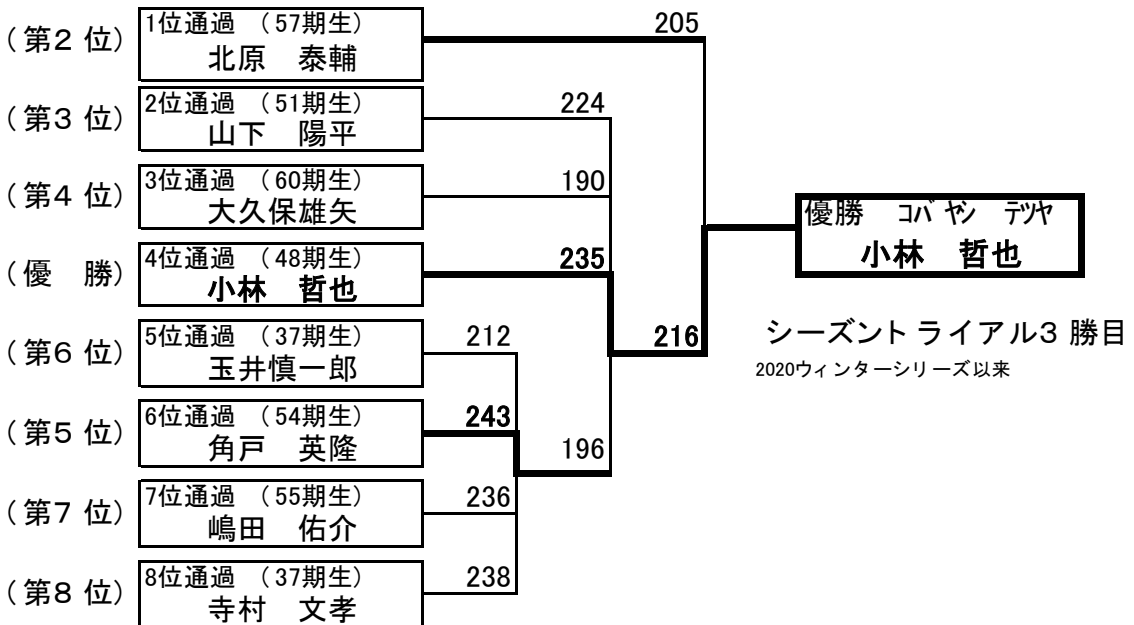 1位通過 （57期生）
（第2 位）
北原 泰輔
205
2位通過 （51期生）
（第3 位）
山下 陽平
224
3位通過 （60期生）
（第4 位）
大久保雄矢
190
優勝 コバヤシ テツヤ
小林 哲也
4位通過 （48期生）
（優 勝）
小林 哲也
235
5位通過 （37期生）
（第6 位）
玉井慎一郎
212
216
シーズントライアル3 勝目
2020ウィンターシリーズ以来
6位通過 （54期生）
（第5 位）
角戸 英隆
243
196
7位通過 （55期生）
（第7 位）
嶋田 佑介
236
8位通過 （37期生）
（第8 位）
寺村 文孝
238